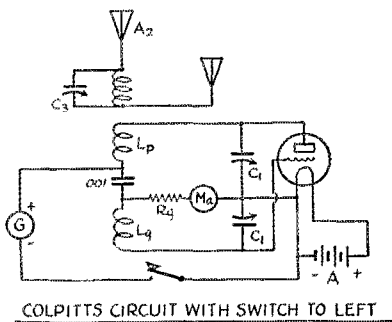 A2
C3
Lp
.001
C1
Rg
Ma
+
G
-
Lg
C1
- A +
COLPITTS CIRCUIT WITH SWITCH TO LEFT